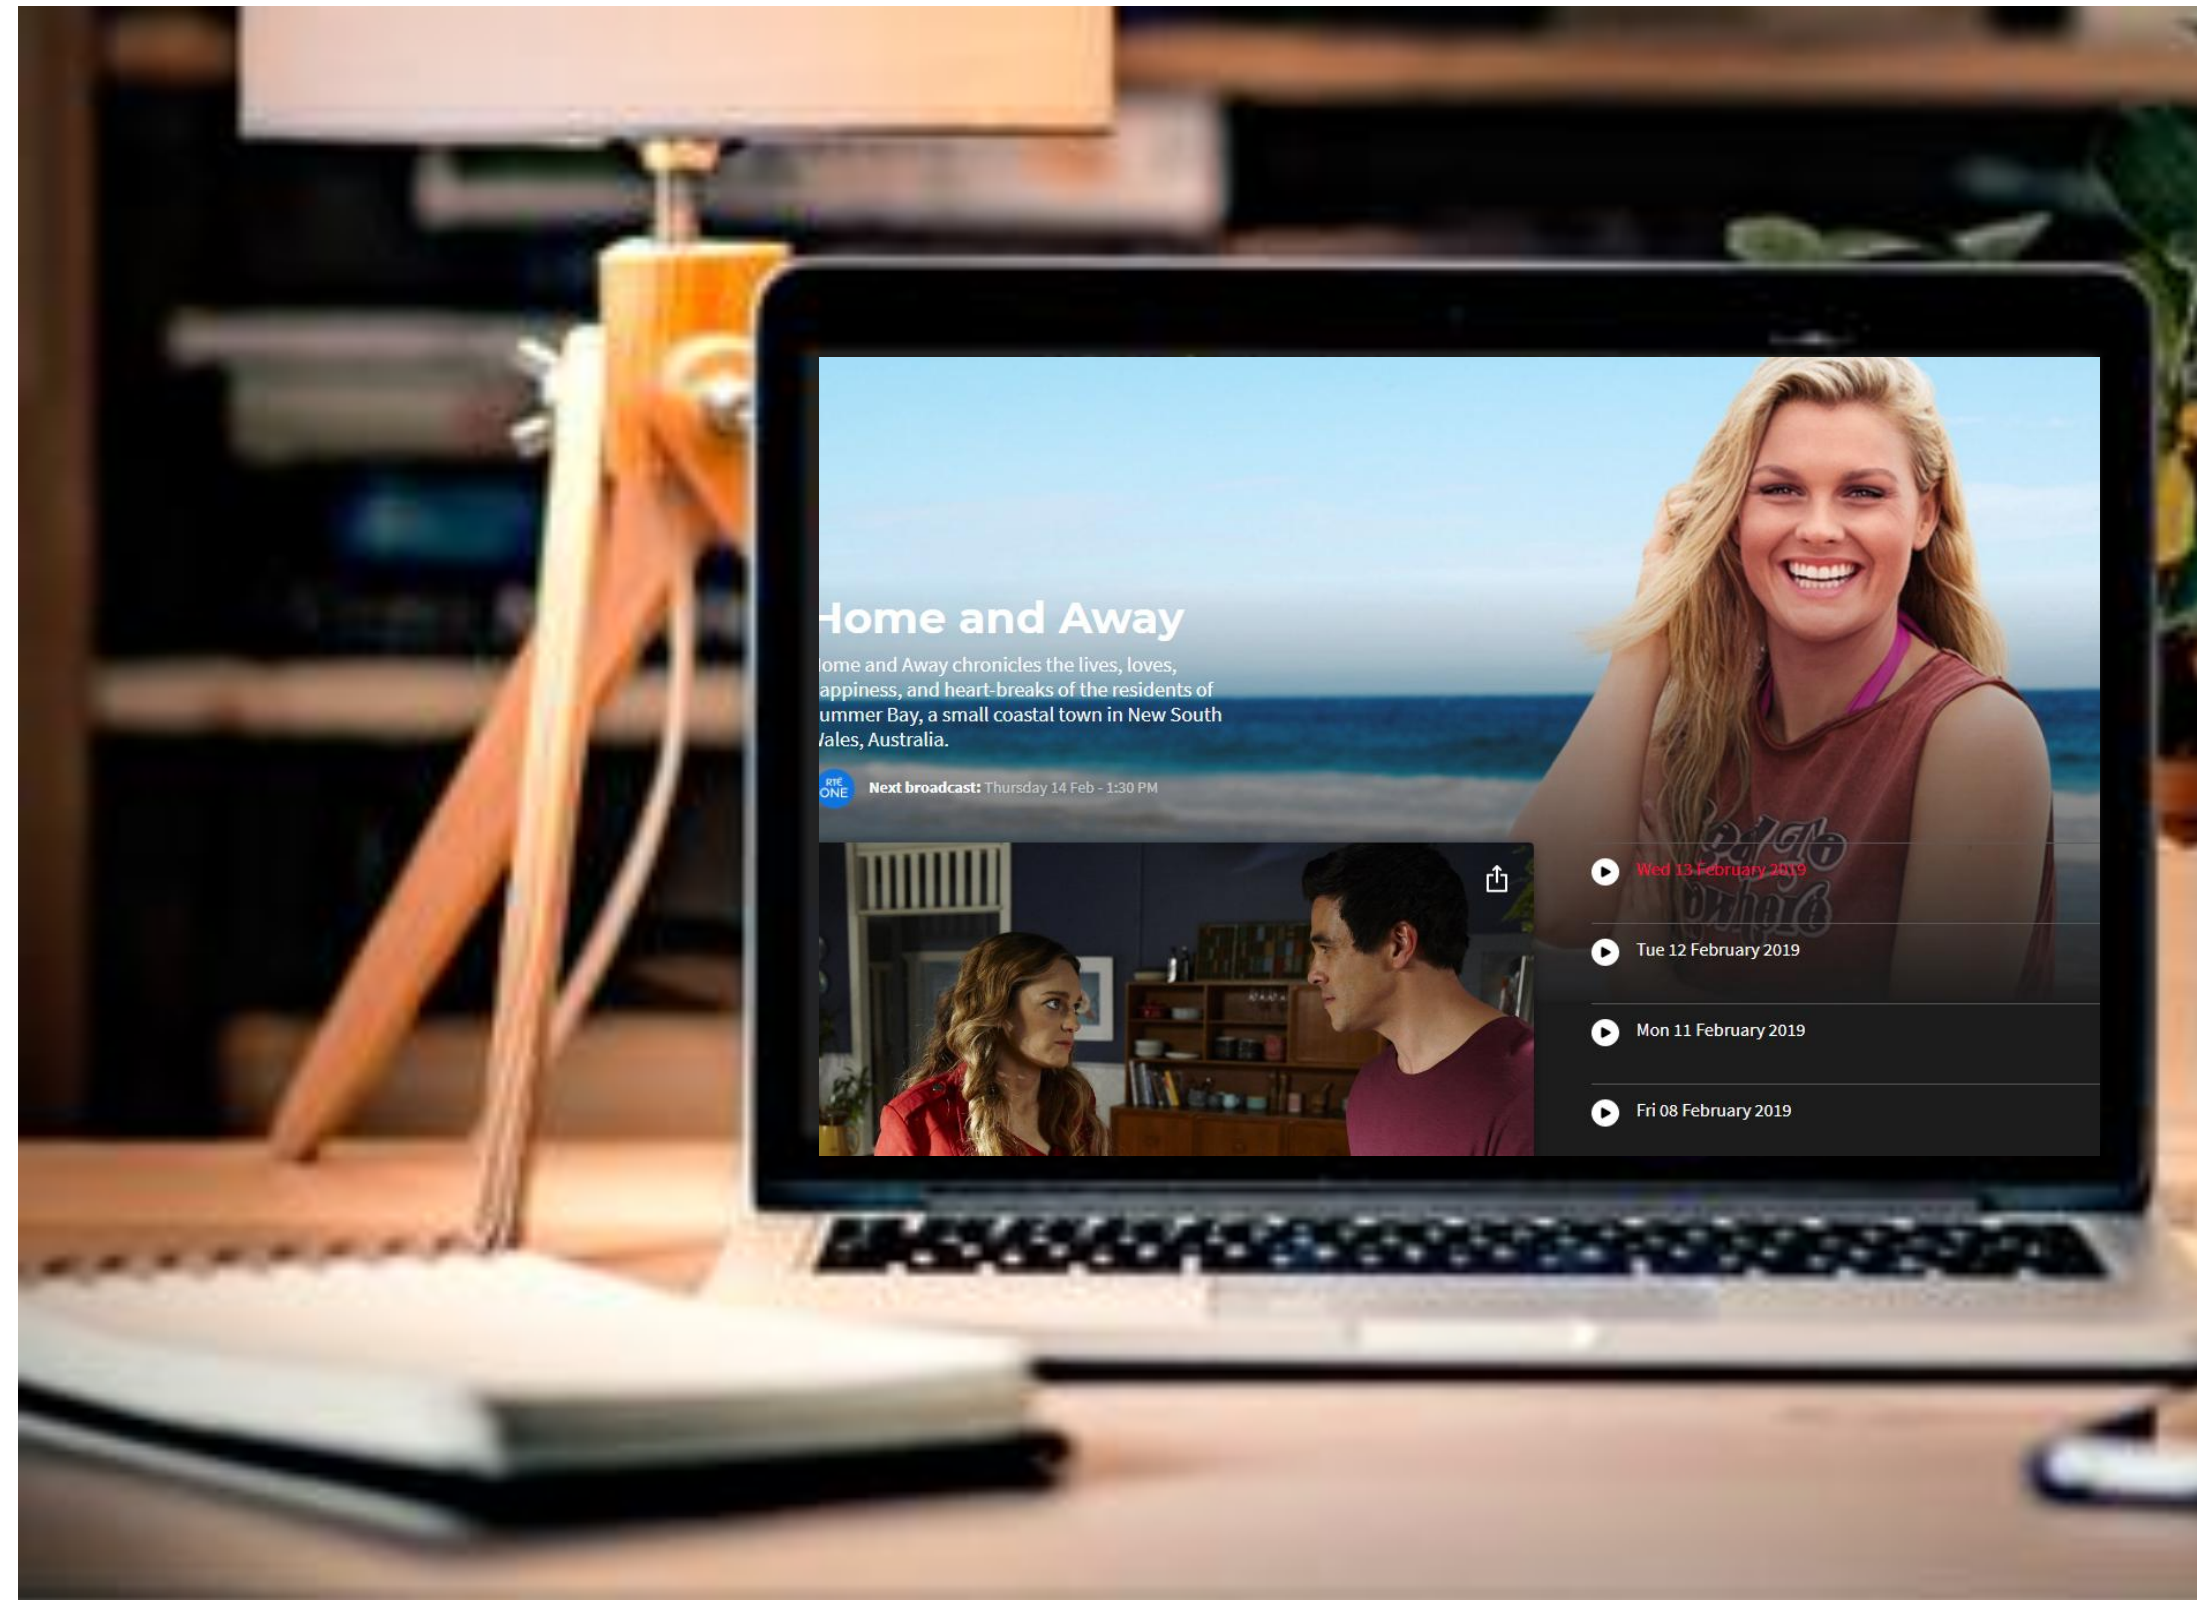 Home and Away
ome and Away chronicles the lives, loves,
appiness, and heart-breaks of the residents of
ummer Bay, a small coastal town in New South
ales, Australia.
RTÉ
ONE
Next broadcast: Thursday 14 Feb - 1:30 PM
Wed 13 February 2019
Tue 12 February 2019
Mon 11 February 2019
Fri 08 February 2019